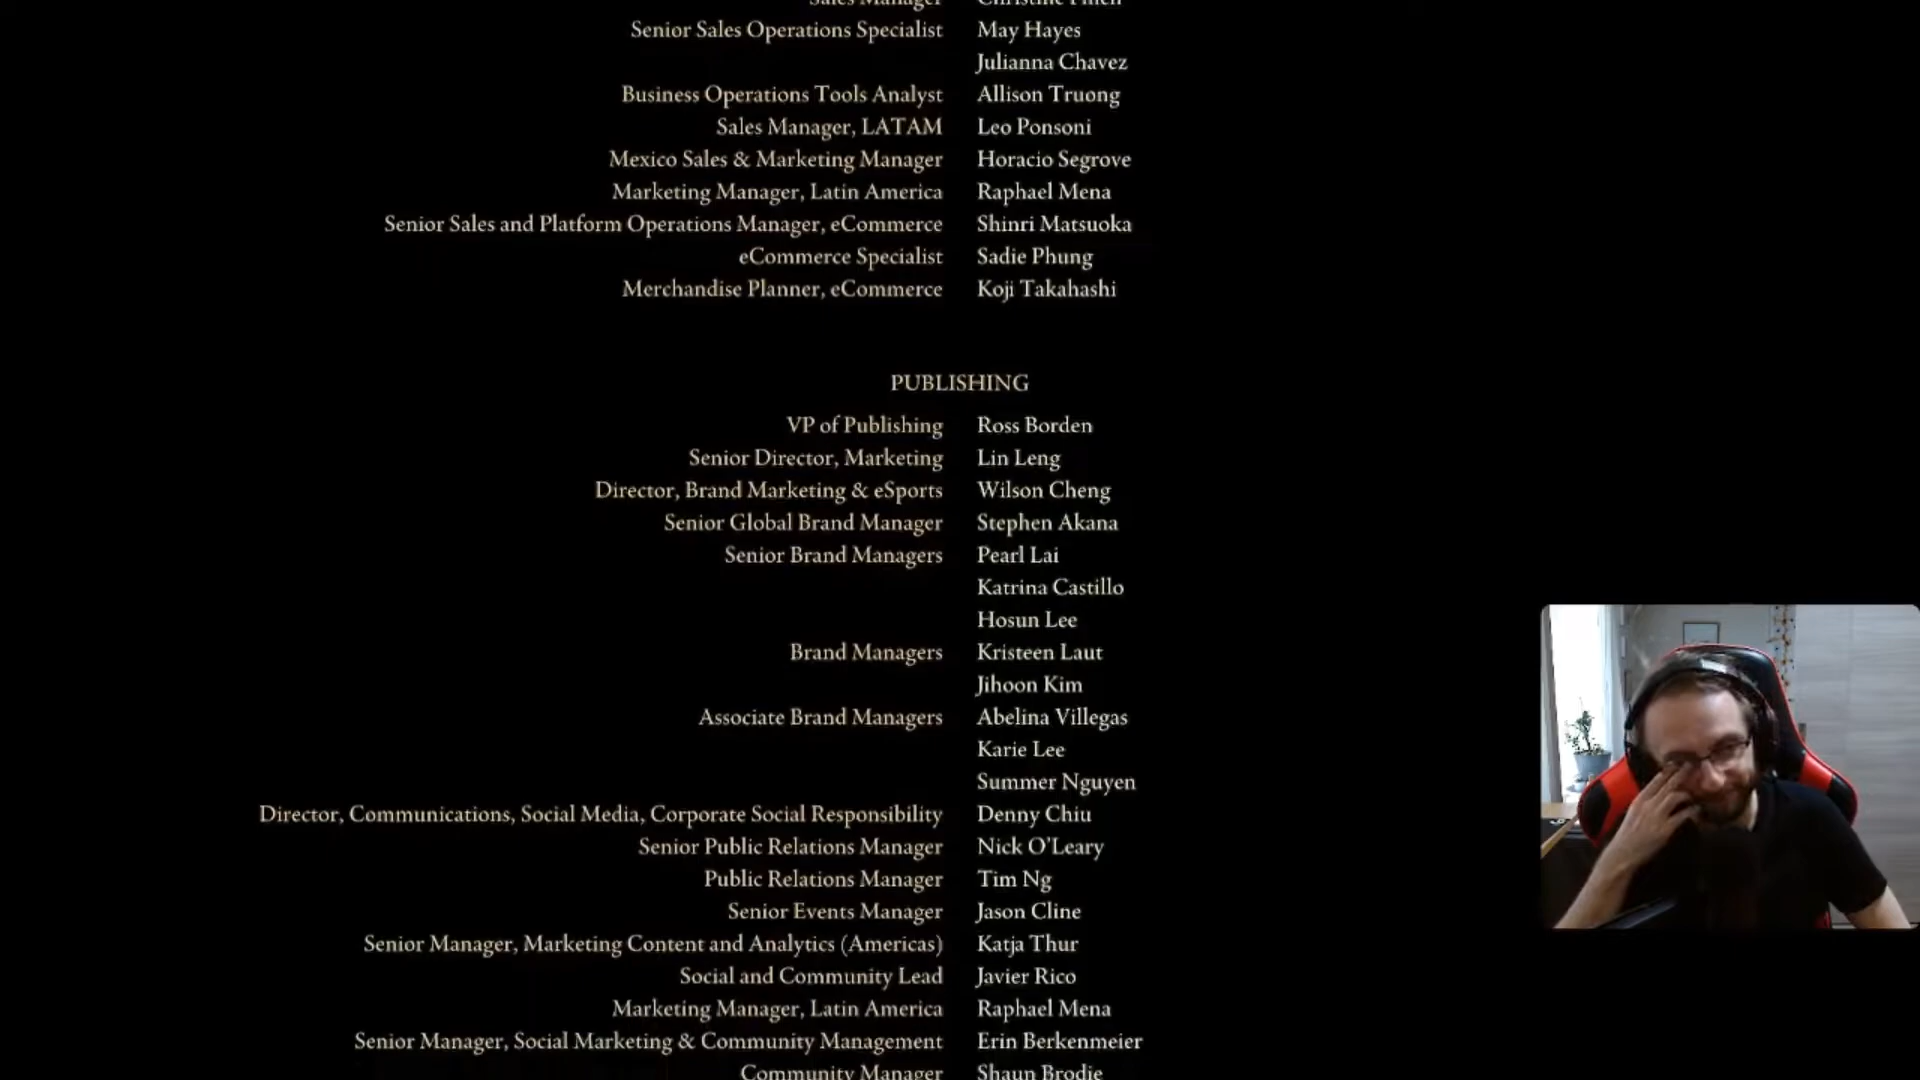 Sales Manager
Senior Sales Operations Specialist May Hayes
Julianna Chavez
Business Operations Tools Analyst Allison Truong
Sales Manager, LATAM Leo Ponsoni
Mexico Sales & Marketing Manager Horacio Segrove
Marketing Manager, Latin America Raphael Mena
Senior Sales and Platform Operations Manager, eCommerce Shinri Matsuoka
eCommerce Specialist Sadie Phung
Merchandise Planner, eCommerce Koji Takahashi
PUBLISHING
VP of Publishing Ross Borden
Senior Director, Marketing Lin Leng
Director, Brand Marketing & eSports Wilson Cheng
Senior Global Brand Manager Stephen Akana
Senior Brand Managers Pearl Lai
Katrina Castillo
Hosun Lee
Brand Managers Kristeen Laut
Jihoon Kim
Associate Brand Managers Abelina Villegas
Karie Lee
Summer Nguyen
Director, Communications, Social Media, Corporate Social Responsibility Denny Chiu
Senior Public Relations Manager Nick O'Leary
Public Relations Manager Tim Ng
Senior Events Manager Jason Cline
Senior Manager, Marketing Content and Analytics (Americas) Katja Thur
Social and Community Lead Javier Rico
Marketing Manager, Latin America Raphael Mena
Senior Manager, Social Marketing & Community Management Erin Berkenmeier
Community Manager Shaun Brodie